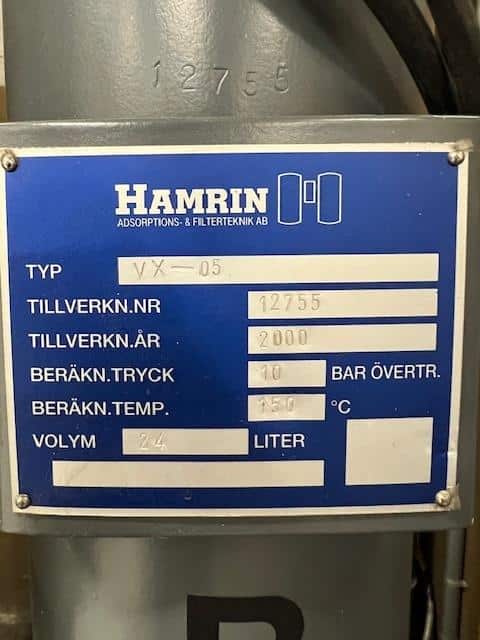 12755
HAMRIN
ADSORPTIONS- & FILTERTEKNIK AB
TYP VX-05
TILLVERKN.NR 12755
TILLVERKN.ÅR 2000
BERÄKN.TRYCK 10 BAR ÖVERTR.
BERÄKN.TEMP. 150 °C
VOLYM 24 LITER